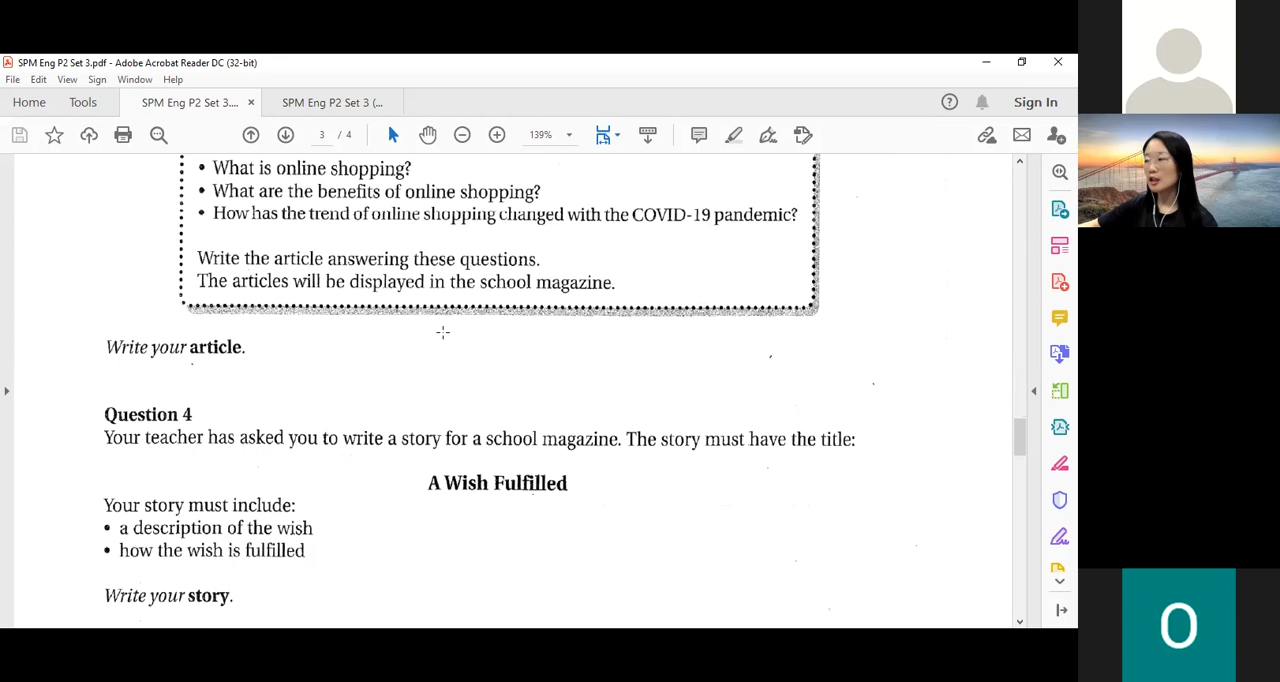 SPM Eng P2 Set 3.pdf - Adobe Acrobat Reader DC (32-bit)
File Edit View Sign Window Help
Home Tools SPM Eng P2 Set 3.... × SPM Eng P2 Set 3 (... Sign In
3 / 4 139%
• What is online shopping?
• What are the benefits of online shopping?
• How has the trend of online shopping changed with the COVID-19 pandemic?
Write the article answering these questions.
The articles will be displayed in the school magazine.
Write your article.
Question 4
Your teacher has asked you to write a story for a school magazine. The story must have the title:
A Wish Fulfilled
Your story must include:
• a description of the wish
• how the wish is fulfilled
Write your story.
O